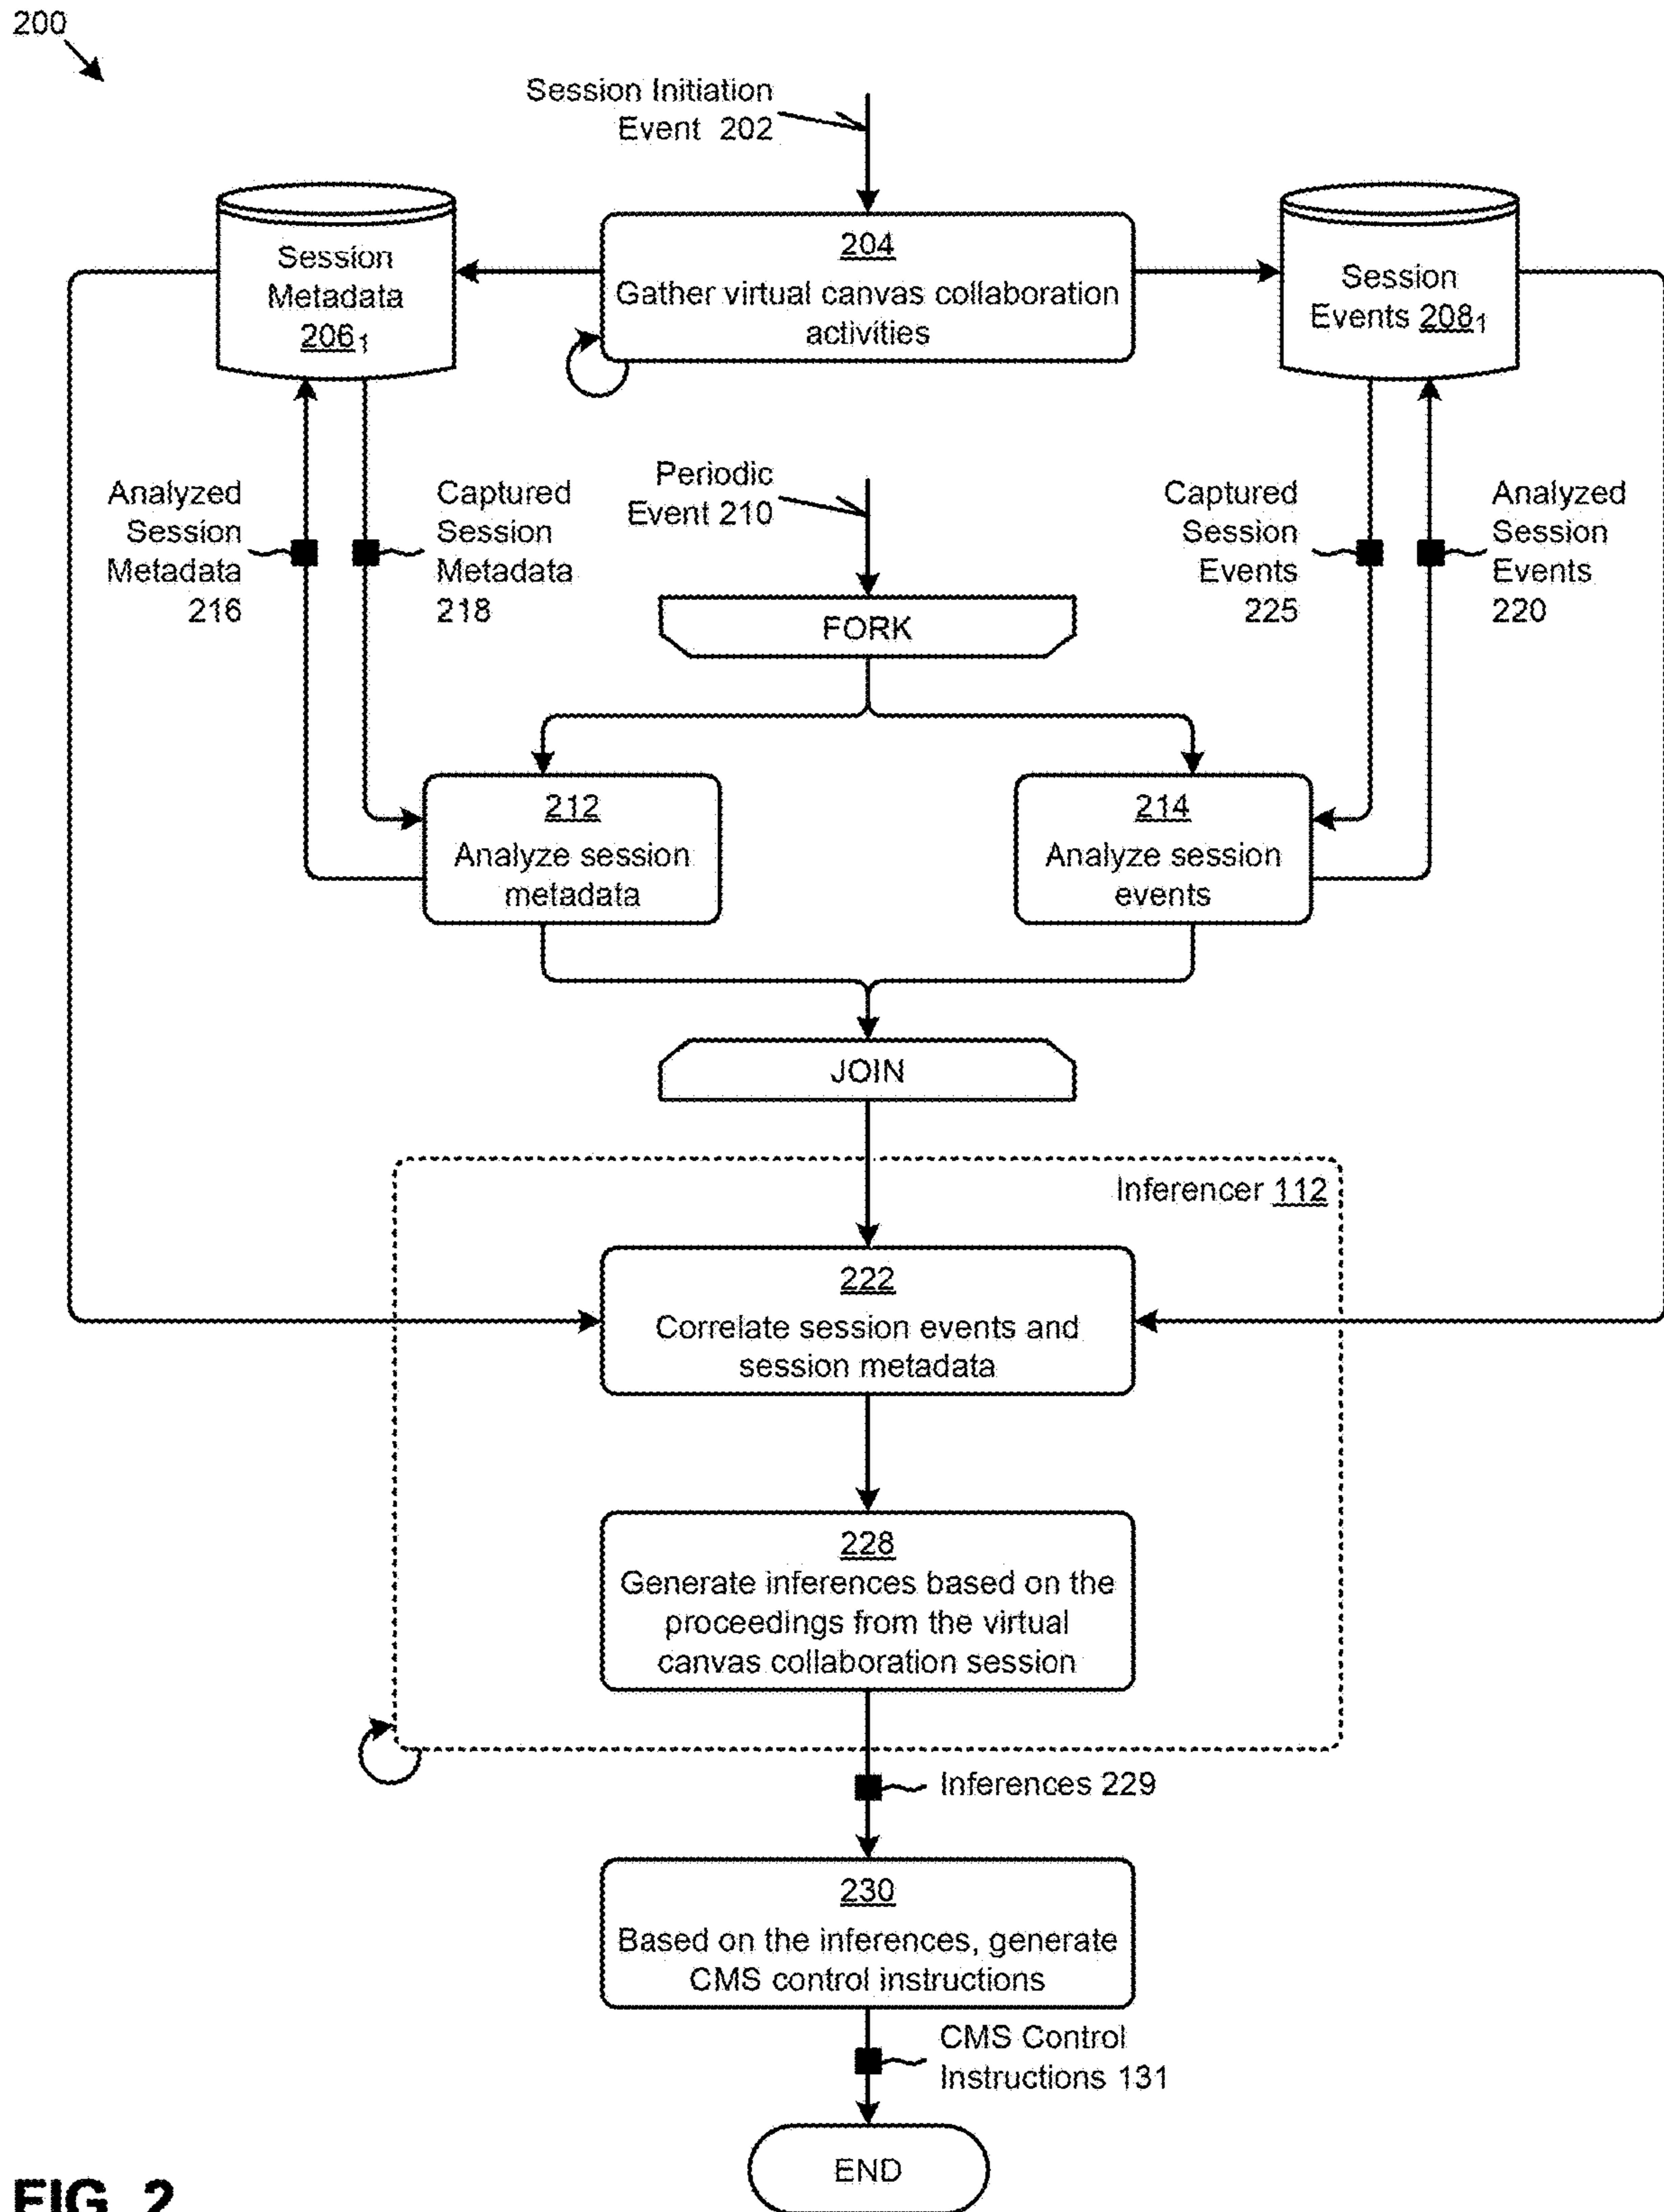 200
Session Initiation
Event 202
Session
Metadata
206₁
204
Gather virtual canvas collaboration
activities
Session
Events 208₁
Analyzed
Session
Metadata
216
Captured
Session
Metadata
218
Periodic
Event 210
Captured
Session
Events
225
Analyzed
Session
Events
220
FORK
212
Analyze session
metadata
214
Analyze session
events
JOIN
Inferencer 112
222
Correlate session events and
session metadata
228
Generate inferences based on the
proceedings from the virtual
canvas collaboration session
Inferences 229
230
Based on the inferences, generate
CMS control instructions
CMS Control
Instructions 131
END
FIG. 2